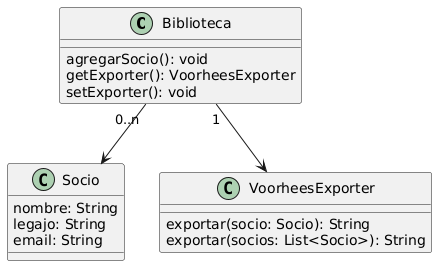 C Biblioteca
agregarSocio(): void
getExporter(): VoorheesExporter
setExporter(): void
0..n
1
C Socio
nombre: String
legajo: String
email: String
C VoorheesExporter
exportar(socio: Socio): String
exportar(socios: List<Socio>): String